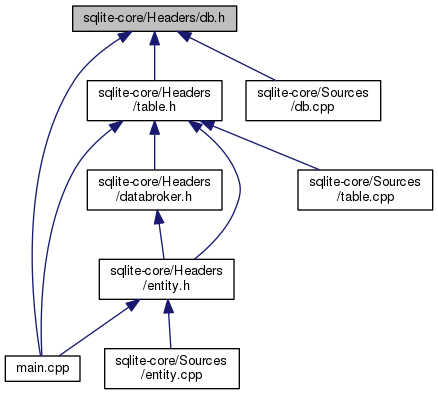 sqlite-core/Headers/db.h
sqlite-core/Headers
/table.h
sqlite-core/Sources
/db.cpp
sqlite-core/Headers
/databroker.h
sqlite-core/Sources
/table.cpp
sqlite-core/Headers
/entity.h
main.cpp
sqlite-core/Sources
/entity.cpp